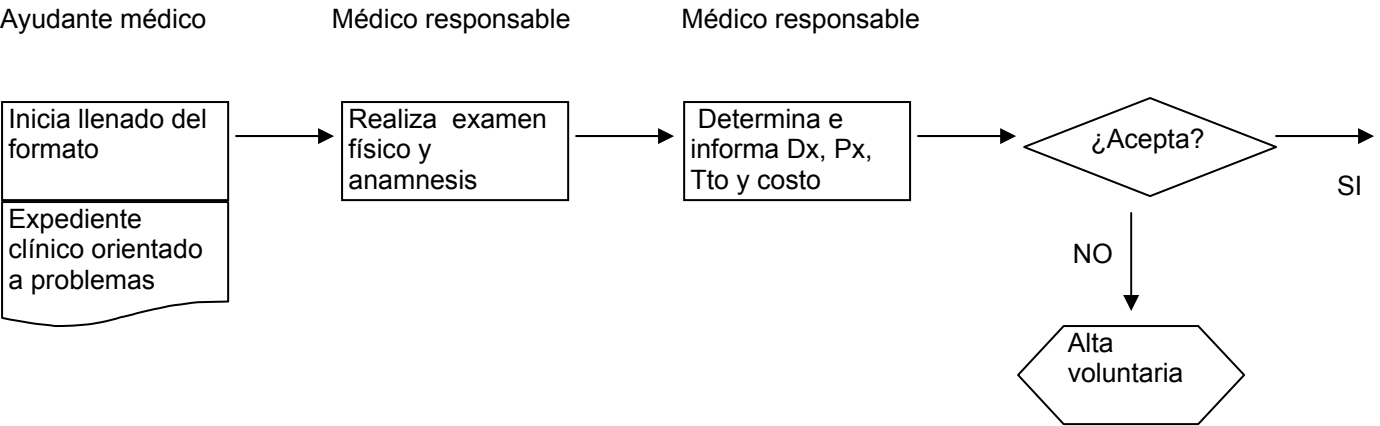 Ayudante médico
Médico responsable
Médico responsable
Inicia llenado del
formato
Expediente
clínico orientado
a problemas
Realiza examen
físico y
anamnesis
Determina e
informa Dx, Px,
Tto y costo
¿Acepta?
SI
NO
Alta
voluntaria